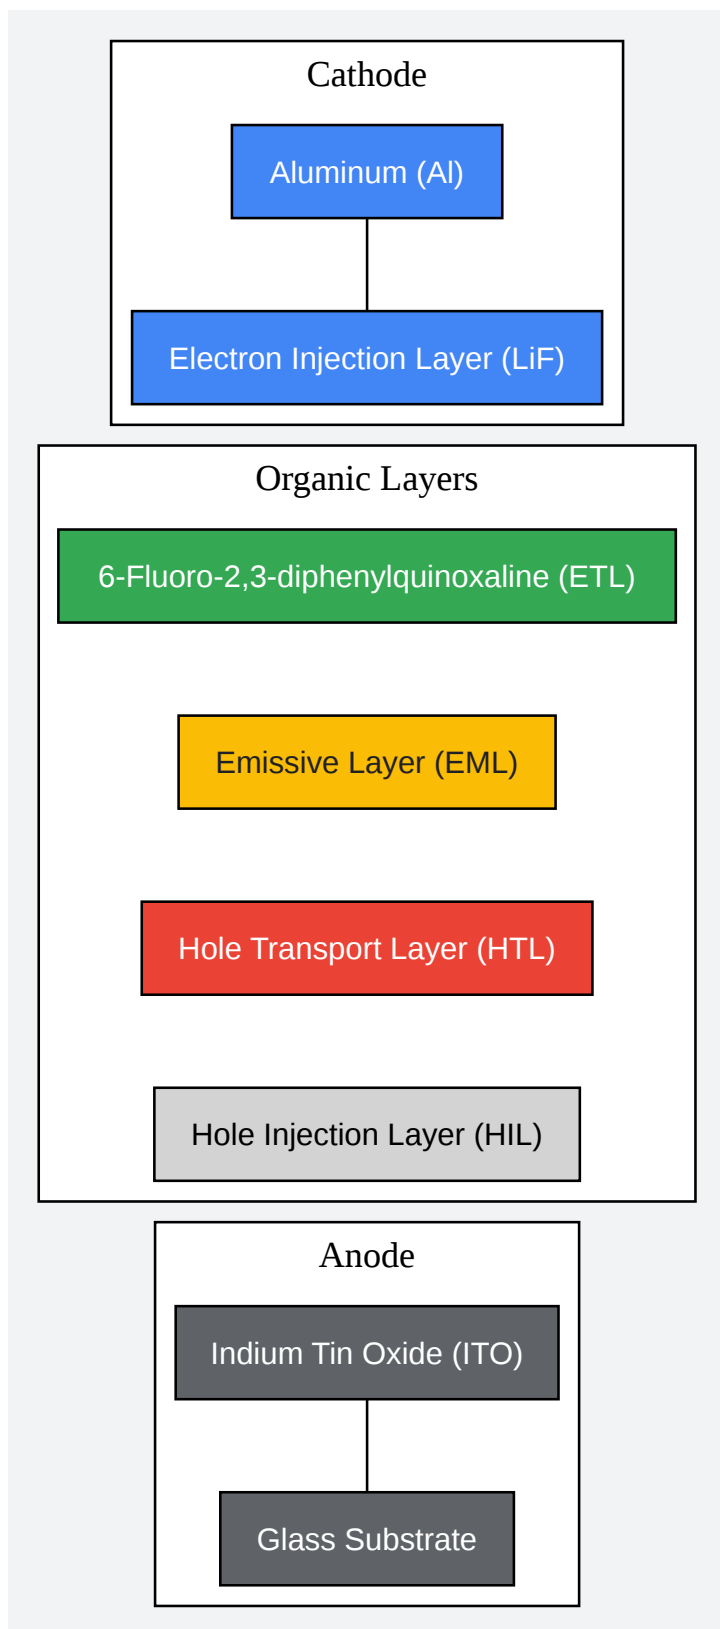 Cathode
Aluminum (Al)
Electron Injection Layer (LiF)
Organic Layers
6-Fluoro-2,3-diphenylquinoxaline (ETL)
Emissive Layer (EML)
Hole Transport Layer (HTL)
Hole Injection Layer (HIL)
Anode
Indium Tin Oxide (ITO)
Glass Substrate